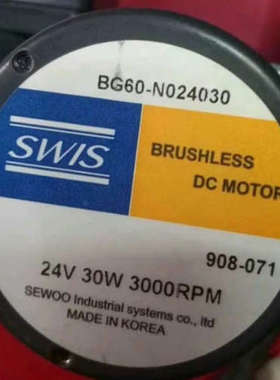 BG60-N024030
SWIS
BRUSHLESS
DC MOTOR
908-071
24V 30W 3000RPM
SEWOO Industrial systems co., ltd
MADE IN KOREA